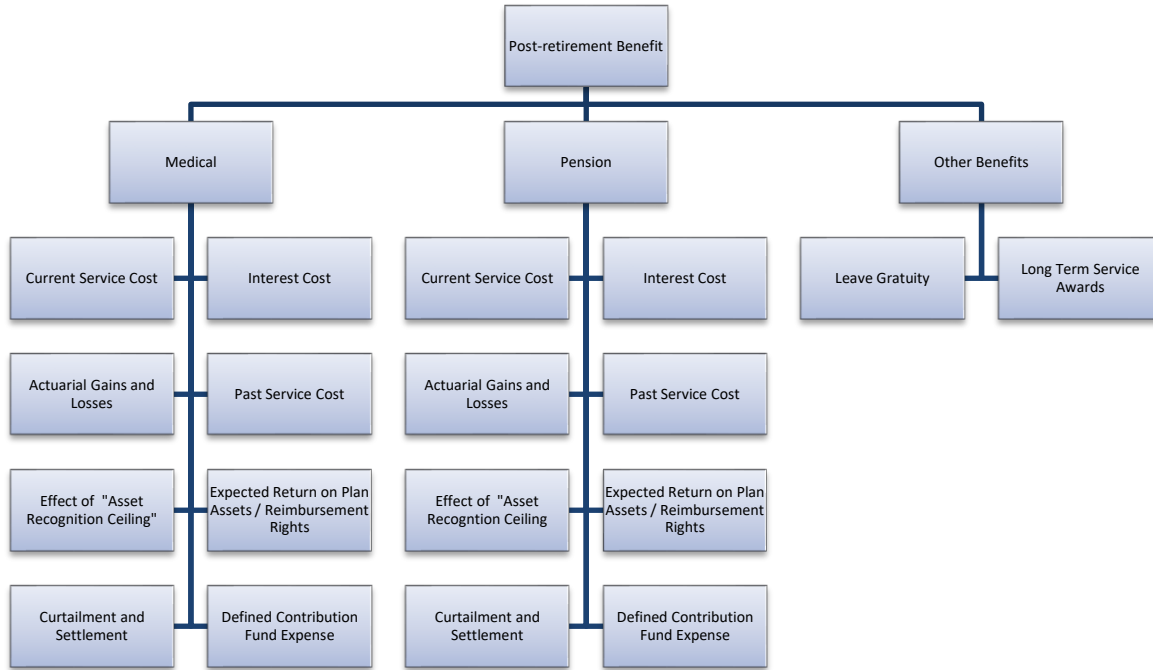 Post-retirement Benefit
Medical
Pension
Other Benefits
Current Service Cost
Interest Cost
Current Service Cost
Interest Cost
Leave Gratuity
Long Term Service
Awards
Actuarial Gains and
Losses
Past Service Cost
Actuarial Gains and
Losses
Past Service Cost
Effect of "Asset
Recognition Ceiling"
Expected Return on Plan
Assets / Reimbursement
Rights
Effect of "Asset
Recogntion Ceiling
Expected Return on Plan
Assets / Reimbursement
Rights
Curtailment and
Settlement
Defined Contribution
Fund Expense
Curtailment and
Settlement
Defined Contribution
Fund Expense